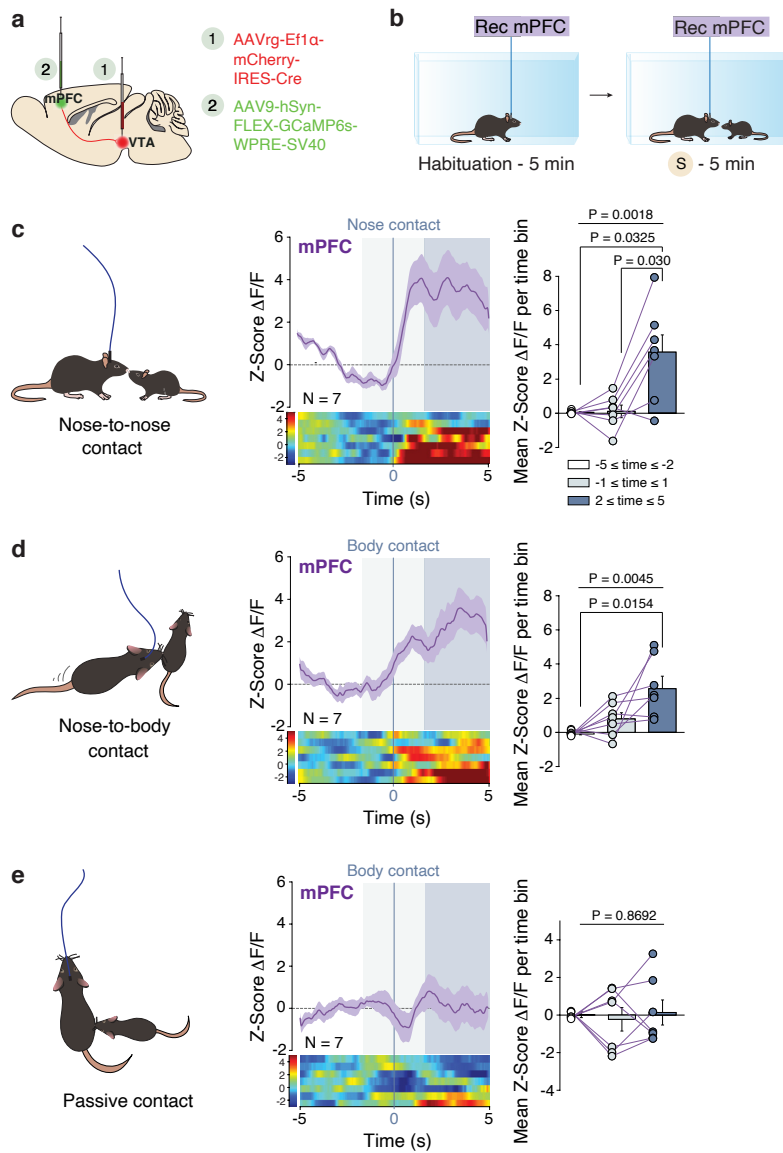 a
2
1
mPFC
VTA
1
AAVrg-Ef1α-
mCherry-
IRES-Cre
2
AAV9-hSyn-
FLEX-GCaMP6s-
WPRE-SV40
b
Rec mPFC
Rec mPFC
Habituation - 5 min
S - 5 min
c
Nose-to-nose
contact
Nose contact
mPFC
Z-Score ΔF/F
6
4
2
0
-2
N = 7
4
2
0
-2
-5
0
5
Time (s)
Mean Z-Score ΔF/F per time bin
P = 0.0018
P = 0.0325
P = 0.030
8
6
4
2
0
-2
-5 ≤ time ≤ -2
-1 ≤ time ≤ 1
2 ≤ time ≤ 5
d
Nose-to-body
contact
Body contact
mPFC
Z-Score ΔF/F
6
4
2
0
-2
N = 7
4
2
0
-2
-5
0
5
Time (s)
Mean Z-Score ΔF/F per time bin
P = 0.0045
P = 0.0154
8
6
4
2
0
-2
e
Passive contact
Body contact
mPFC
Z-Score ΔF/F
6
4
2
0
-2
N = 7
4
2
0
-2
-5
0
5
Time (s)
Mean Z-Score ΔF/F per time bin
P = 0.8692
4
2
0
-2
-4